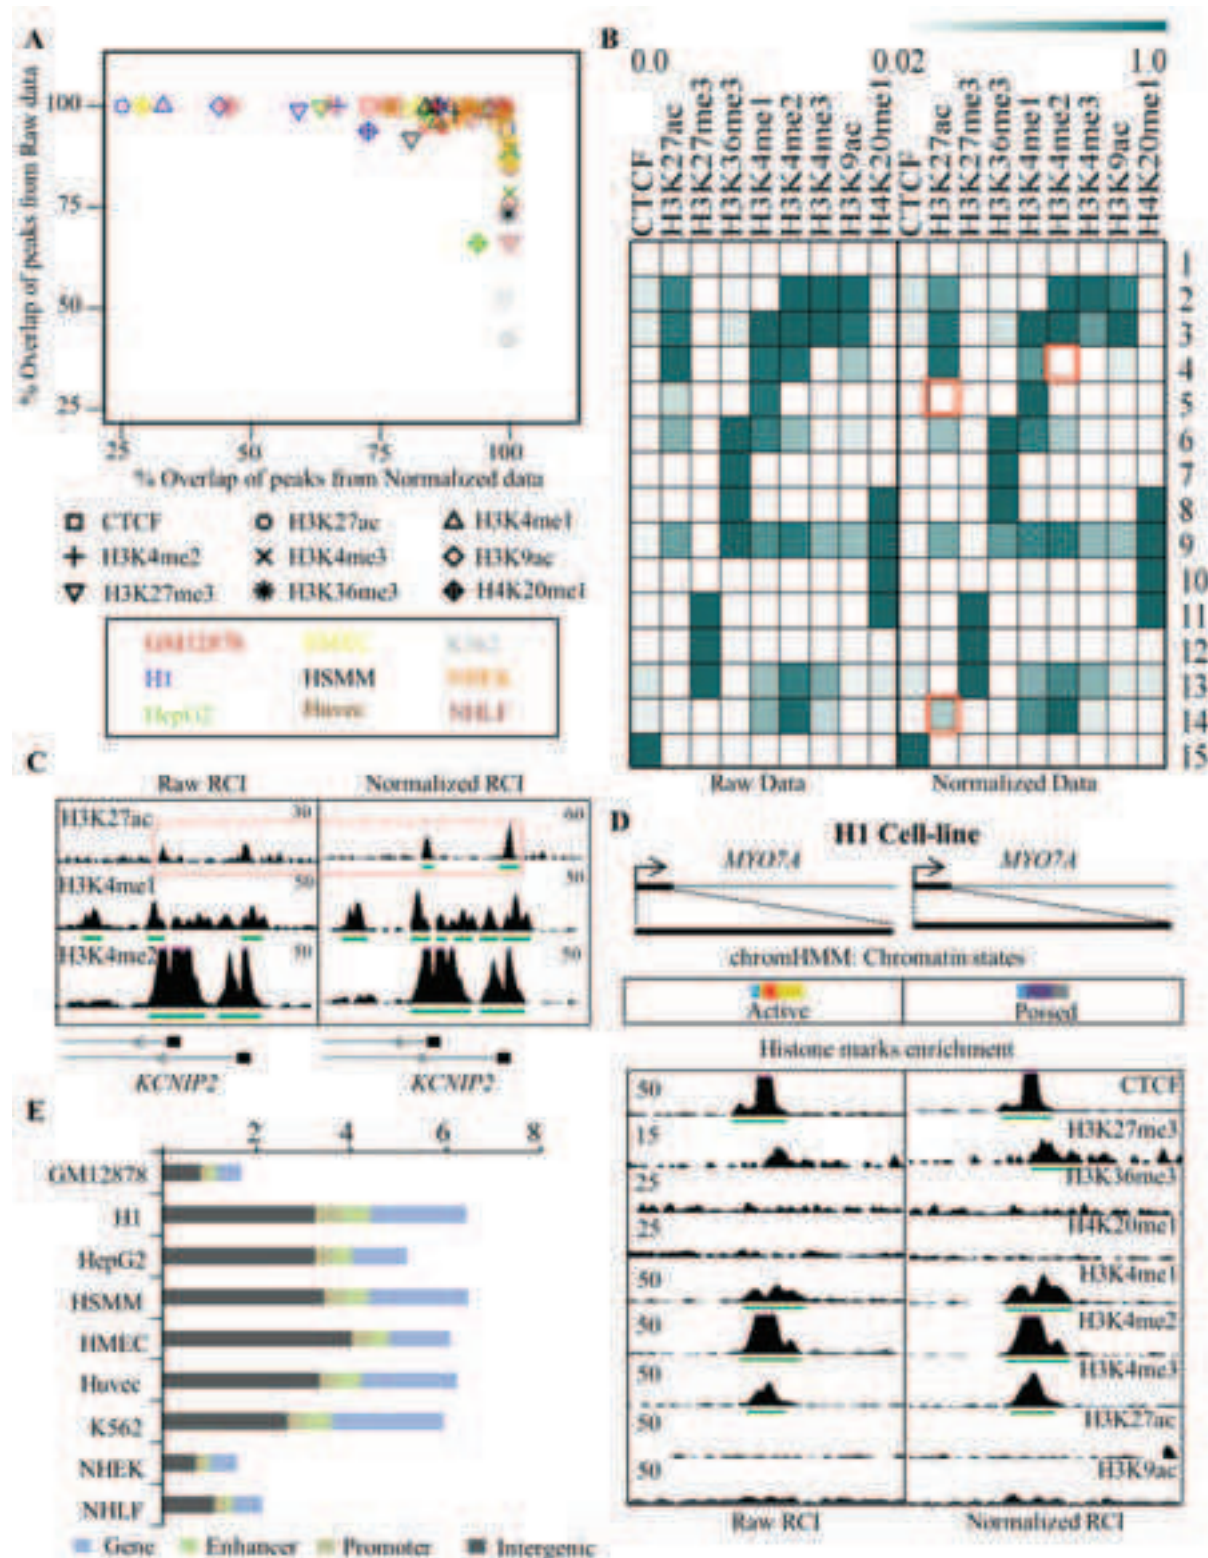 A
% Overlap of peaks from Raw data
100
75
50
25
25 50 75 100
% Overlap of peaks from Normalized data
CTCF H3K27ac H3K4me1
H3K4me2 H3K4me3 H3K9ac
H3K27me3 H3K36me3 H4K20me1
GM12878 HMEC K562
H1 HSMM NHEK
HepG2 Huvec NHLF
B
0.0 0.02 1.0
CTCF
H3K27ac
H3K27me3
H3K36me3
H3K4me1
H3K4me2
H3K4me3
H3K9ac
H4K20me1
CTCF
H3K27ac
H3K27me3
H3K36me3
H3K4me1
H3K4me2
H3K4me3
H3K9ac
H4K20me1
1
2
3
4
5
6
7
8
9
10
11
12
13
14
15
Raw Data Normalized Data
C
Raw RCI Normalized RCI
H3K27ac 30 60
H3K4me1 50 50
H3K4me2 50 50
KCNIP2 KCNIP2
D
H1 Cell-line
MYO7A MYO7A
chromHMM: Chromatin states
Active Possed
Histone marks enrichment
50 CTCF
15 H3K27me3
25 H3K36me3
25 H4K20me1
50 H3K4me1
50 H3K4me2
50 H3K4me3
50 H3K27ac
50 H3K9ac
Raw RCI Normalized RCI
E
2 4 6 8
GM12878
H1
HepG2
HSMM
HMEC
Huvec
K562
NHEK
NHLF
Gene Enhancer Promoter Intergenic